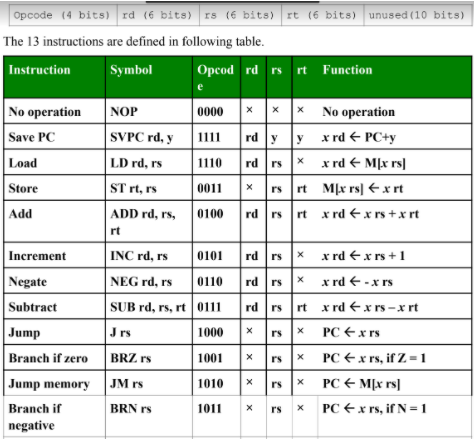 Opcode (4 bits) rd (6 bits) rs (6 bits) rt (6 bits) unused(10 bits)
The 13 instructions are defined in following table.
Instruction Symbol Opcod e rd rs rt Function
No operation NOP 0000 × × × No operation
Save PC SVPC rd, y 1111 rd y y x rd ← PC+y
Load LD rd, rs 1110 rd rs × x rd ← M[x rs]
Store ST rt, rs 0011 × rs rt M[x rs] ← x rt
Add ADD rd, rs, rt 0100 rd rs rt x rd ← x rs + x rt
Increment INC rd, rs 0101 rd rs × x rd ← x rs + 1
Negate NEG rd, rs 0110 rd rs × x rd ← - x rs
Subtract SUB rd, rs, rt 0111 rd rs rt x rd ← x rs – x rt
Jump J rs 1000 × rs × PC ← x rs
Branch if zero BRZ rs 1001 × rs × PC ← x rs, if Z = 1
Jump memory JM rs 1010 × rs × PC ← M[x rs]
Branch if negative BRN rs 1011 × rs × PC ← x rs, if N = 1